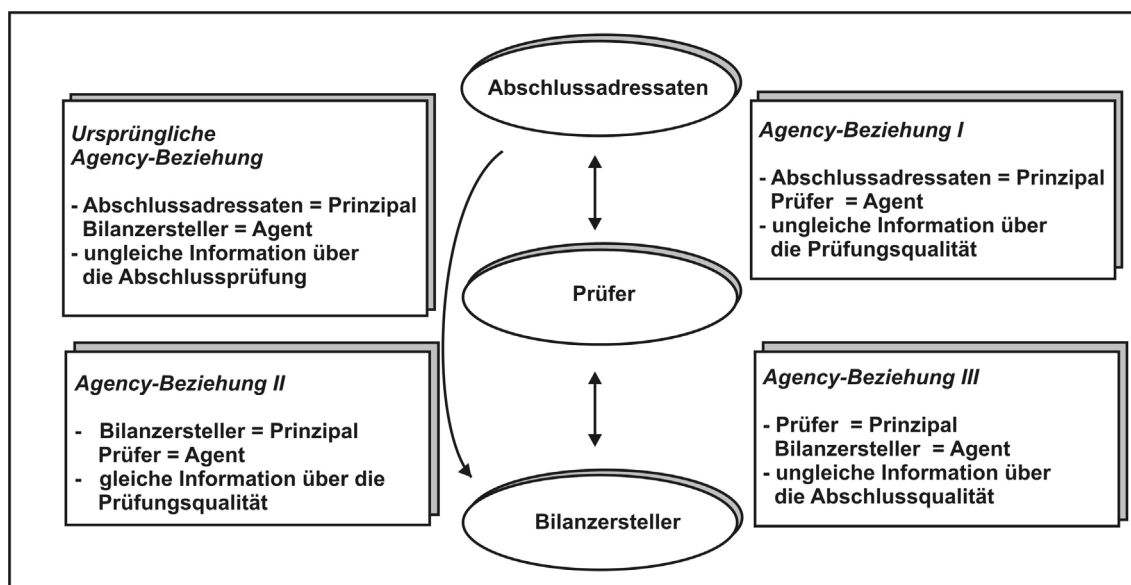 Abschlussadressaten
Ursprüngliche
Agency-Beziehung
- Abschlussadressaten = Prinzipal
Bilanzersteller = Agent
- ungleiche Information über
die Abschlussprüfung
Agency-Beziehung I
- Abschlussadressaten = Prinzipal
Prüfer = Agent
- ungleiche Information über
die Prüfungsqualität
Prüfer
Agency-Beziehung II
- Bilanzersteller = Prinzipal
Prüfer = Agent
- gleiche Information über die
Prüfungsqualität
Agency-Beziehung III
- Prüfer = Prinzipal
Bilanzersteller = Agent
- ungleiche Information über
die Abschlussqualität
Bilanzersteller